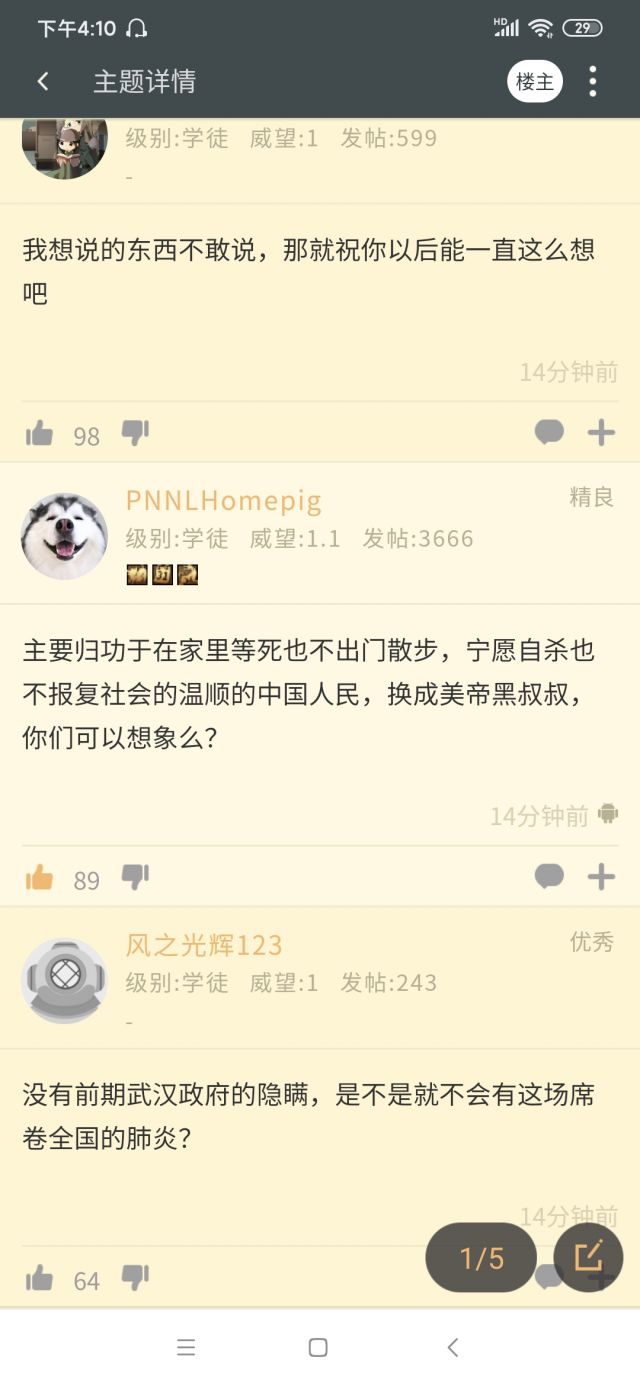 下午4:10
HD
29
主题详情
楼主
级别:学徒 威望:1 发帖:599
-
我想说的东西不敢说，那就祝你以后能一直这么想
吧
14分钟前
98
PNNLHomepig
精良
级别:学徒 威望:1.1 发帖:3666
主要归功于在家里等死也不出门散步，宁愿自杀也
不报复社会的温顺的中国人民，换成美帝黑叔叔，
你们可以想象么？
14分钟前
89
风之光辉123
优秀
级别:学徒 威望:1 发帖:243
-
没有前期武汉政府的隐瞒，是不是就不会有这场席
卷全国的肺炎？
14分钟前
1/5
64